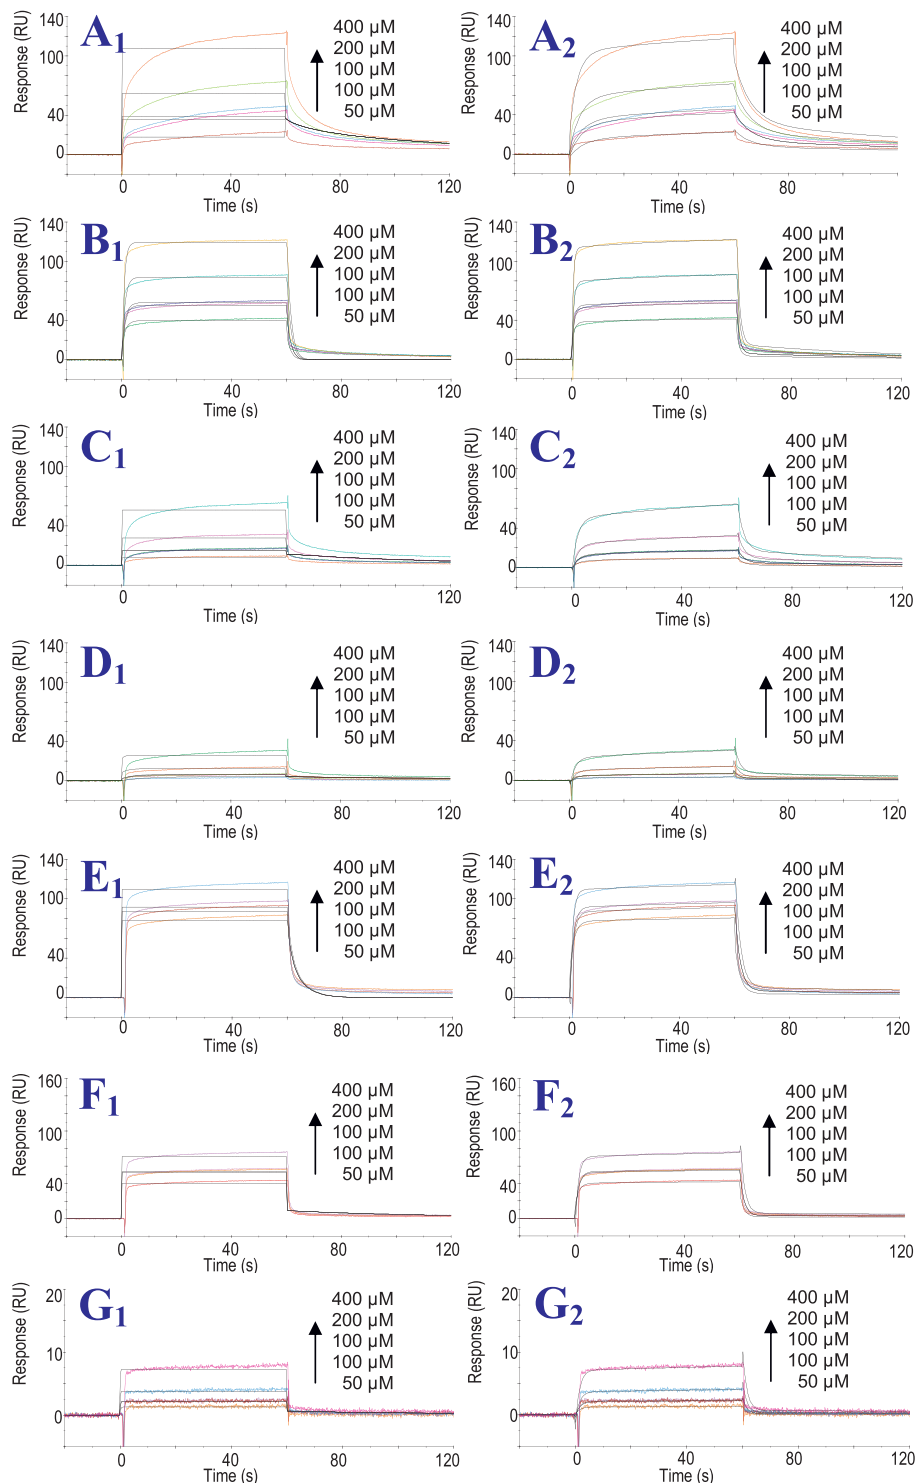 A1
Response (RU)
140
100
40
0
0 40 80 120
Time (s)
400 µM
200 µM
100 µM
100 µM
50 µM
A2
Response (RU)
140
100
40
0
0 40 80
Time (s)
400 µM
200 µM
100 µM
100 µM
50 µM
B1
Response (RU)
140
100
40
0
0 40 80 120
Time (s)
400 µM
200 µM
100 µM
100 µM
50 µM
B2
Response (RU)
140
100
40
0
0 40 80 120
Time (s)
400 µM
200 µM
100 µM
100 µM
50 µM
C1
Response (RU)
140
100
40
0
0 40 80 120
Time (s)
400 µM
200 µM
100 µM
100 µM
50 µM
C2
Response (RU)
140
100
40
0
0 40 80 120
Time (s)
400 µM
200 µM
100 µM
100 µM
50 µM
D1
Response (RU)
140
100
40
0
0 40 80 120
Time (s)
400 µM
200 µM
100 µM
100 µM
50 µM
D2
Response (RU)
140
100
40
0
0 40 80 120
Time (s)
400 µM
200 µM
100 µM
100 µM
50 µM
E1
Response (RU)
140
100
40
0
0 40 80 120
Time (s)
400 µM
200 µM
100 µM
100 µM
50 µM
E2
Response (RU)
140
100
40
0
0 40 80 120
Time (s)
400 µM
200 µM
100 µM
100 µM
50 µM
F1
Response (RU)
160
100
40
0
0 40 80 120
Time (s)
400 µM
200 µM
100 µM
100 µM
50 µM
F2
Response (RU)
160
100
40
0
0 40 80 120
Time (s)
400 µM
200 µM
100 µM
100 µM
50 µM
G1
Response (RU)
20
10
0
0 40 80 120
Time (s)
400 µM
200 µM
100 µM
100 µM
50 µM
G2
Response (RU)
20
10
0
0 40 80 120
Time (s)
400 µM
200 µM
100 µM
100 µM
50 µM